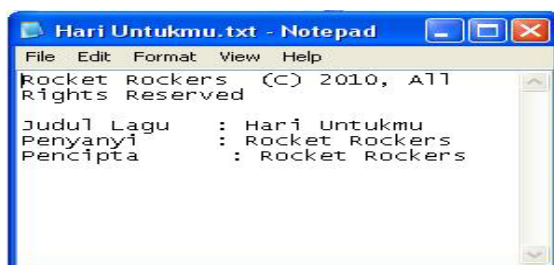 Hari Untukmu.txt - Notepad
File Edit Format View Help
Rocket Rockers (C) 2010, All
Rights Reserved
Judul Lagu : Hari Untukmu
Penyanyi : Rocket Rockers
Pencipta : Rocket Rockers